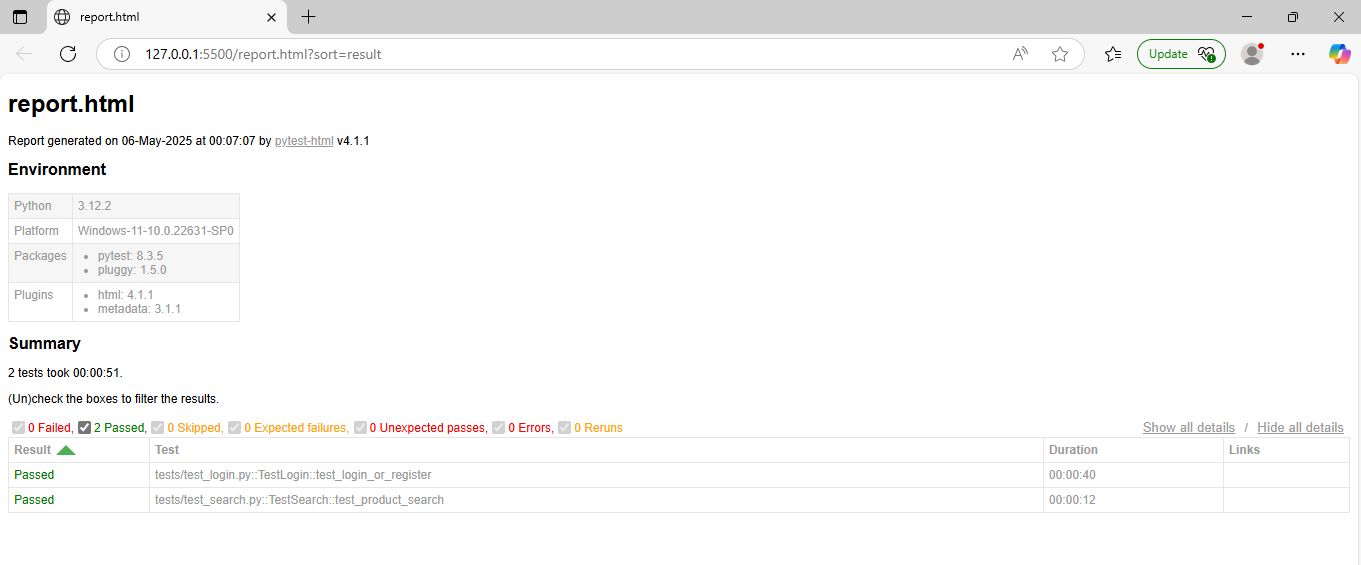 report.html
127.0.0.1:5500/report.html?sort=result
Update
report.html
Report generated on 06-May-2025 at 00:07:07 by pytest-html v4.1.1
Environment
Python 3.12.2
Platform Windows-11-10.0.22631-SP0
Packages
pytest: 8.3.5
pluggy: 1.5.0
Plugins
html: 4.1.1
metadata: 3.1.1
Summary
2 tests took 00:00:51.
(Un)check the boxes to filter the results.
0 Failed, 2 Passed, 0 Skipped, 0 Expected failures, 0 Unexpected passes, 0 Errors, 0 Reruns Show all details / Hide all details
Result Test Duration Links
Passed tests/test_login.py::TestLogin::test_login_or_register 00:00:40
Passed tests/test_search.py::TestSearch::test_product_search 00:00:12